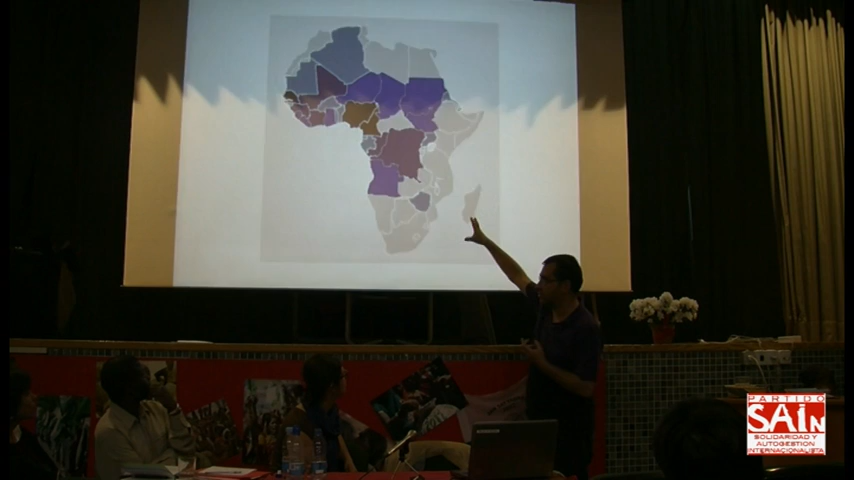 PARTIDO
SAIN
SOLIDARIDAD Y
AUTOGESTION
INTERNACIONALISTA